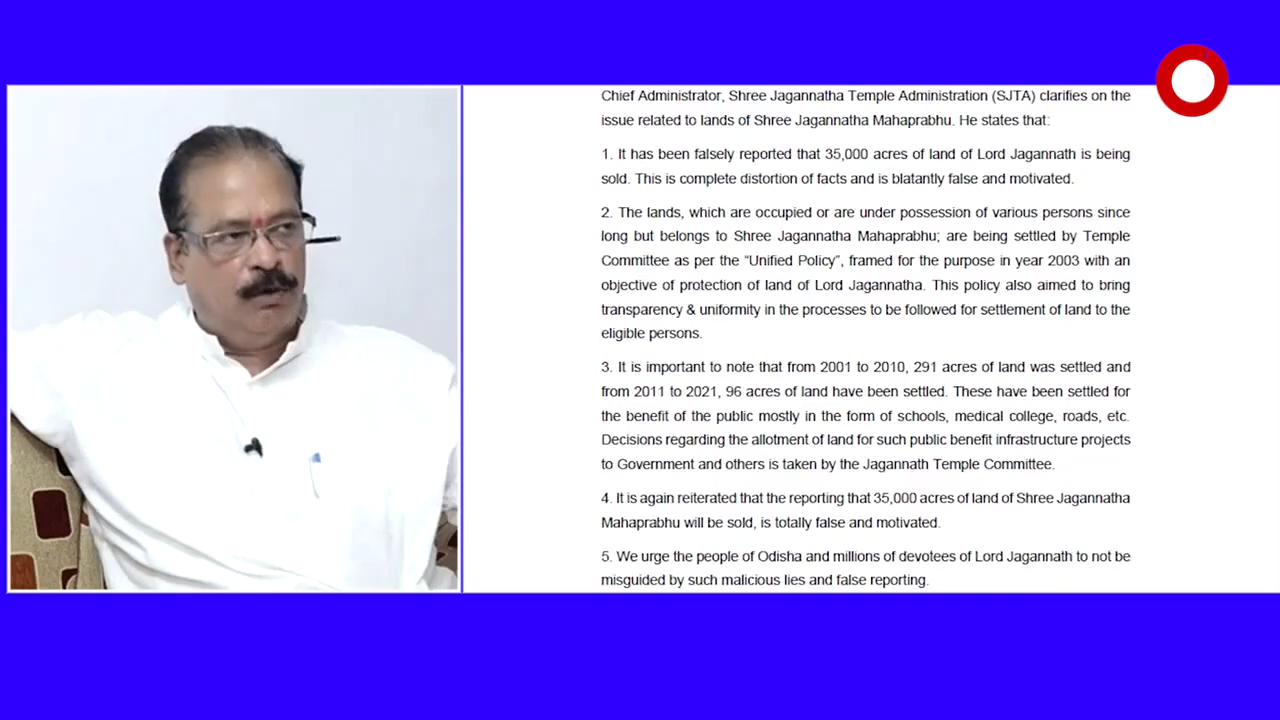 Chief Administrator, Shree Jagannatha Temple Administration (SJTA) clarifies on the
issue related to lands of Shree Jagannatha Mahaprabhu. He states that:
1. It has been falsely reported that 35,000 acres of land of Lord Jagannath is being
sold. This is complete distortion of facts and is blatantly false and motivated.
2. The lands, which are occupied or are under possession of various persons since
long but belongs to Shree Jagannatha Mahaprabhu; are being settled by Temple
Committee as per the “Unified Policy”, framed for the purpose in year 2003 with an
objective of protection of land of Lord Jagannatha. This policy also aimed to bring
transparency & uniformity in the processes to be followed for settlement of land to the
eligible persons.
3. It is important to note that from 2001 to 2010, 291 acres of land was settled and
from 2011 to 2021, 96 acres of land have been settled. These have been settled for
the benefit of the public mostly in the form of schools, medical college, roads, etc.
Decisions regarding the allotment of land for such public benefit infrastructure projects
to Government and others is taken by the Jagannath Temple Committee.
4. It is again reiterated that the reporting that 35,000 acres of land of Shree Jagannatha
Mahaprabhu will be sold, is totally false and motivated.
5. We urge the people of Odisha and millions of devotees of Lord Jagannath to not be
misguided by such malicious lies and false reporting.